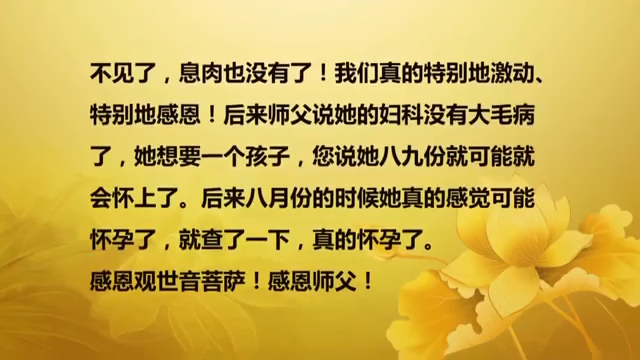 不见了，息肉也没有了！我们真的特别地激动、
特别地感恩！后来师父说她的妇科没有大毛病
了，她想要一个孩子，您说她八九份就可能就
会怀上了。后来八月份的时候她真的感觉可能
怀孕了，就查了一下，真的怀孕了。
感恩观世音菩萨！感恩师父！